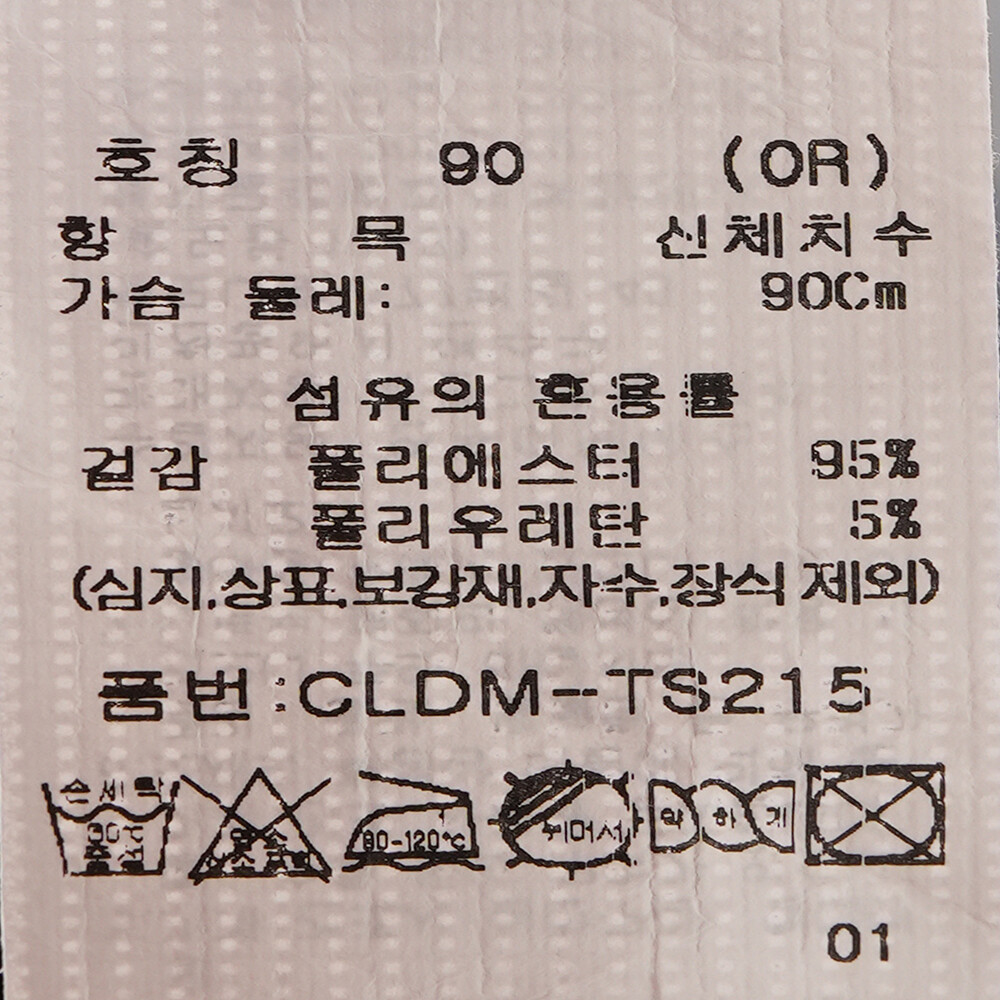 호칭 90 (OR)
항 목 신체치수
가슴 둘레: 90Cm
섬유의 혼용률
겉감 폴리에스터 95%
폴리우레탄 5%
(심지,상표,보강재,자수,장식 제외)
품번:CLDM-TS215
손세탁 30℃ 중성
염소
80-120℃
뉘어서
약하게
01